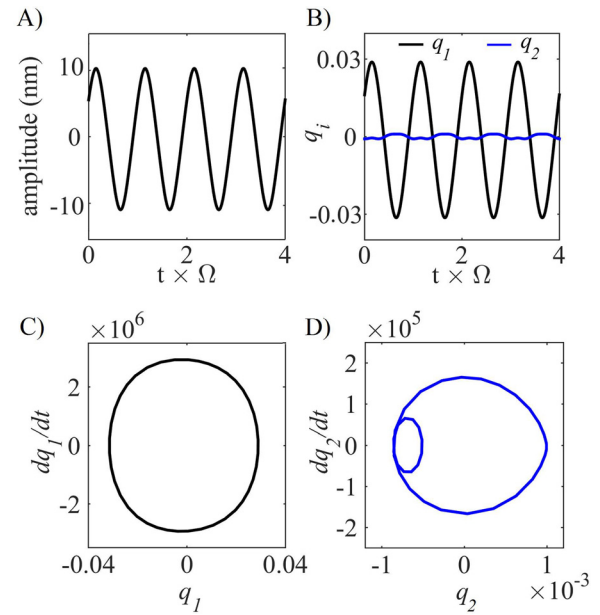 A)
10
0
-10
amplitude (nm)
0
2
4
t × Ω
B)
q1 q2
0.03
0
-0.03
qi
0
2
4
t × Ω
C)
×10^6
2
0
-2
dq1/dt
-0.04
0
0.04
q1
D)
×10^5
2
1
0
-1
-2
dq2/dt
-1
0
1
×10^-3
q2